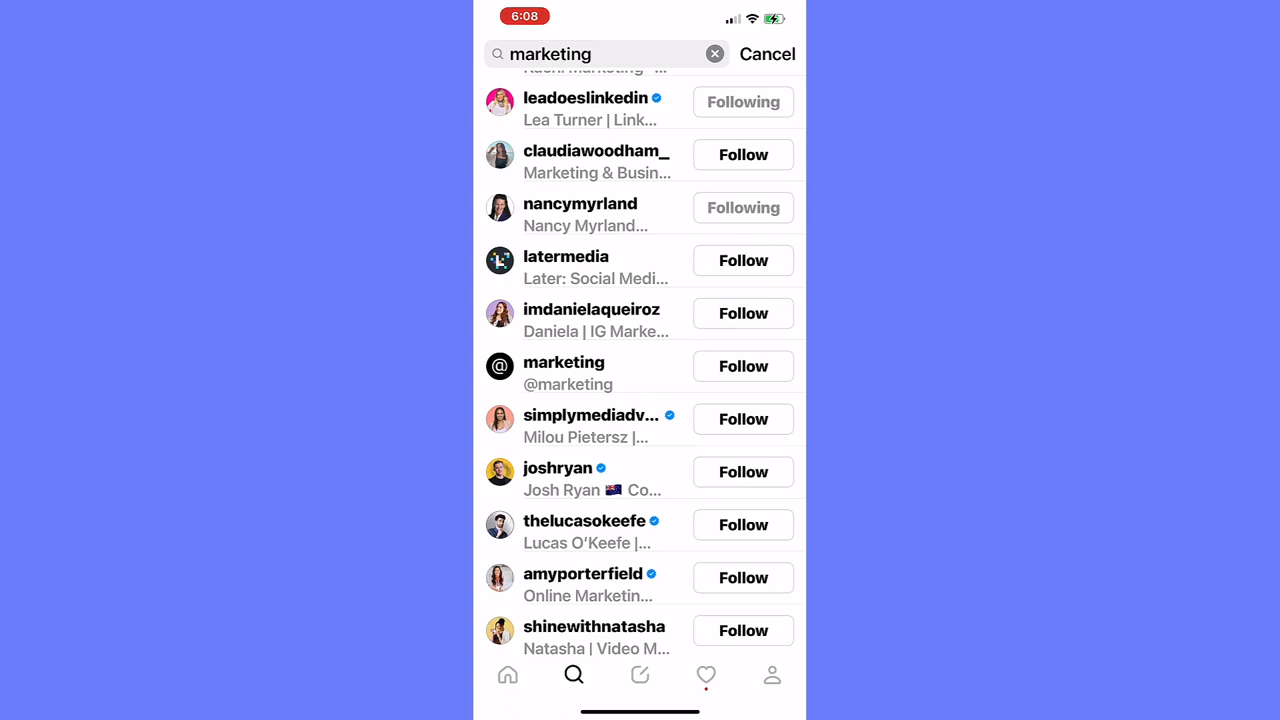 6:08
marketing
Cancel
leadoeslinkedin
Following
Lea Turner | Link...
claudiawoodham_
Follow
Marketing & Busin...
nancymyrland
Following
Nancy Myrland...
latermedia
Follow
Later: Social Medi...
imdanielaqueiroz
Follow
Daniela | IG Marke...
marketing
Follow
@marketing
simplymediadv...
Follow
Milou Pietersz |...
joshryan
Follow
Josh Ryan 🇳🇿 Co...
thelucasokeefe
Follow
Lucas O’Keefe |...
amyporterfield
Follow
Online Marketin...
shinewithnatasha
Follow
Natasha | Video M...